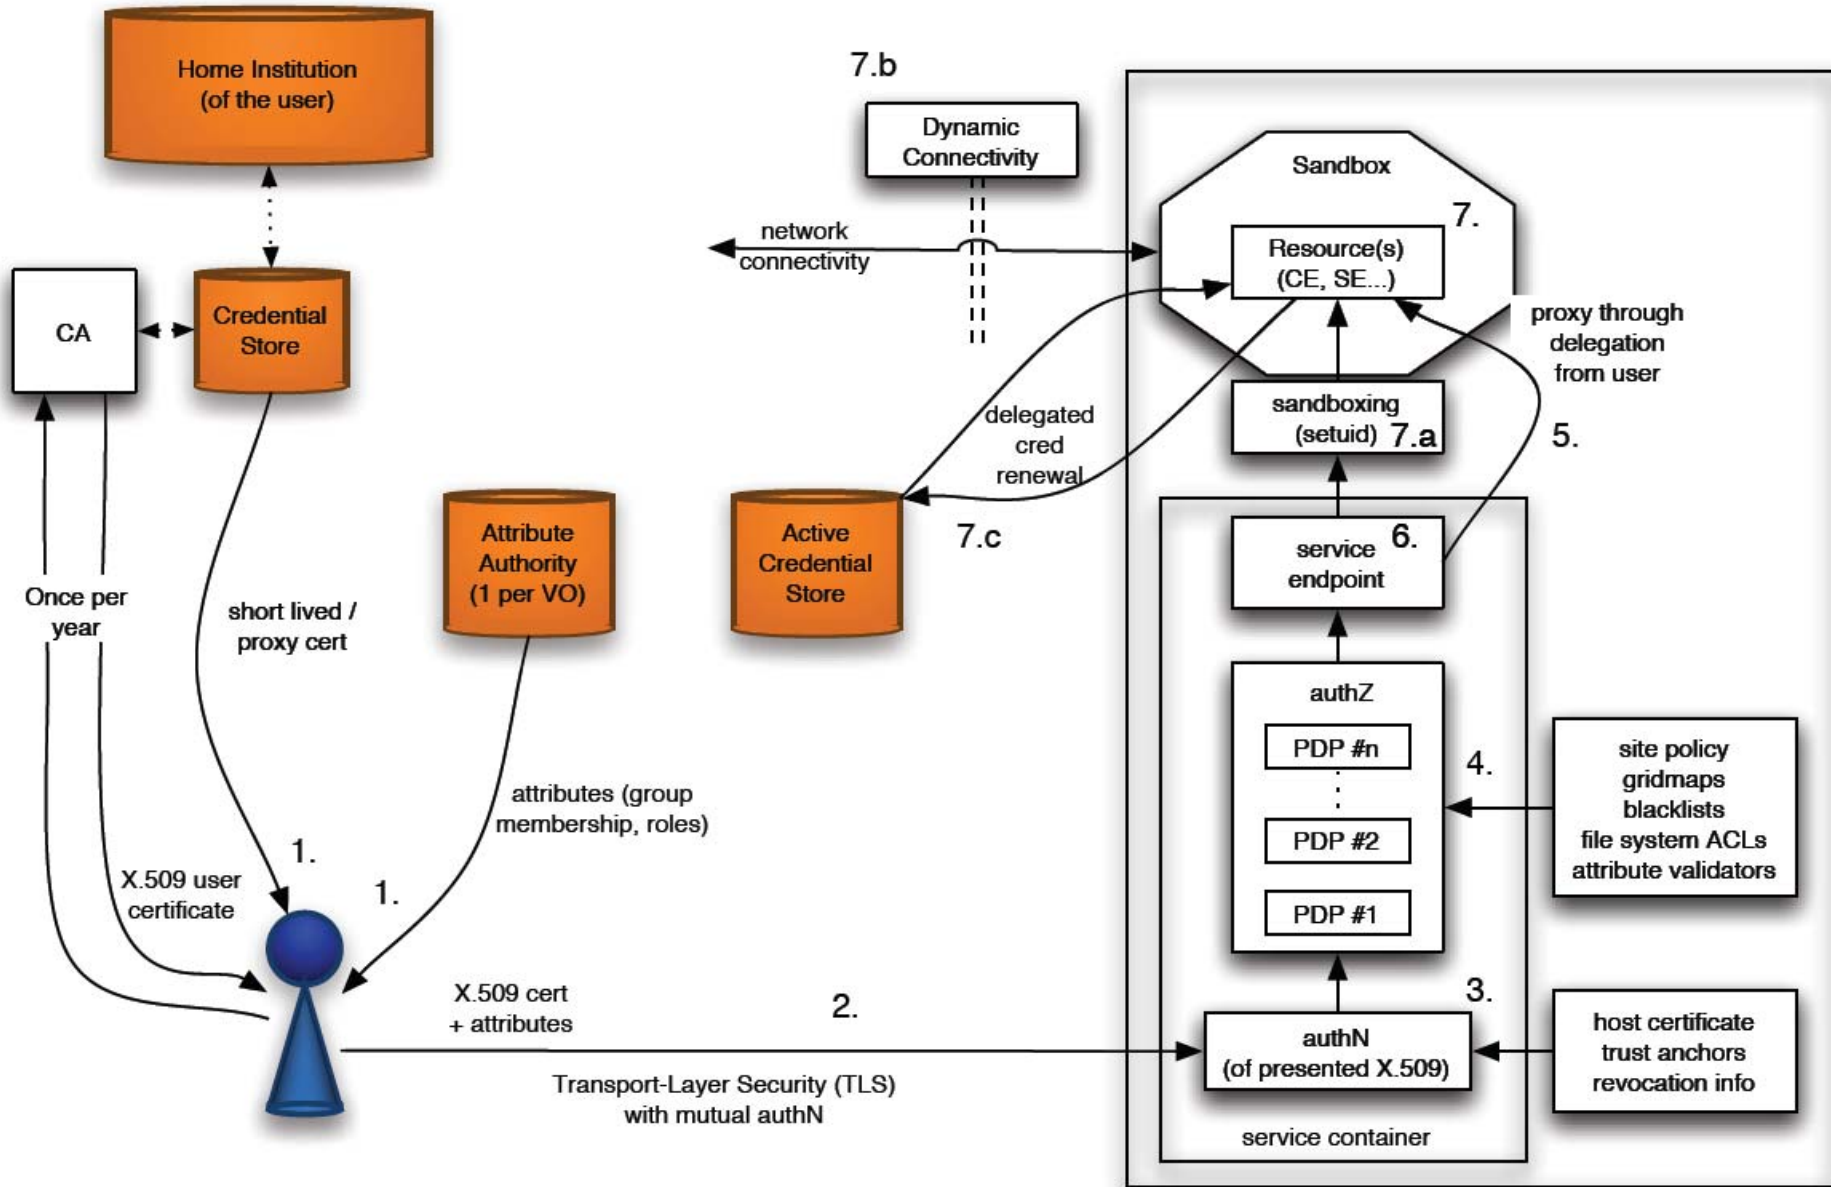 Home Institution
(of the user)
7.b
Dynamic
Connectivity
Sandbox
7.
network
connectivity
Resource(s)
(CE, SE...)
CA
Credential
Store
proxy through
delegation
from user
5.
sandboxing
(setuid) 7.a
delegated
cred
renewal
7.c
Attribute
Authority
(1 per VO)
Active
Credential
Store
service
endpoint
6.
Once per
year
short lived /
proxy cert
authZ
PDP #n
PDP #2
PDP #1
4.
site policy
gridmaps
blacklists
file system ACLs
attribute validators
attributes (group
membership, roles)
1.
1.
X.509 user
certificate
X.509 cert
+ attributes
2.
3.
authN
(of presented X.509)
host certificate
trust anchors
revocation info
Transport-Layer Security (TLS)
with mutual authN
service container